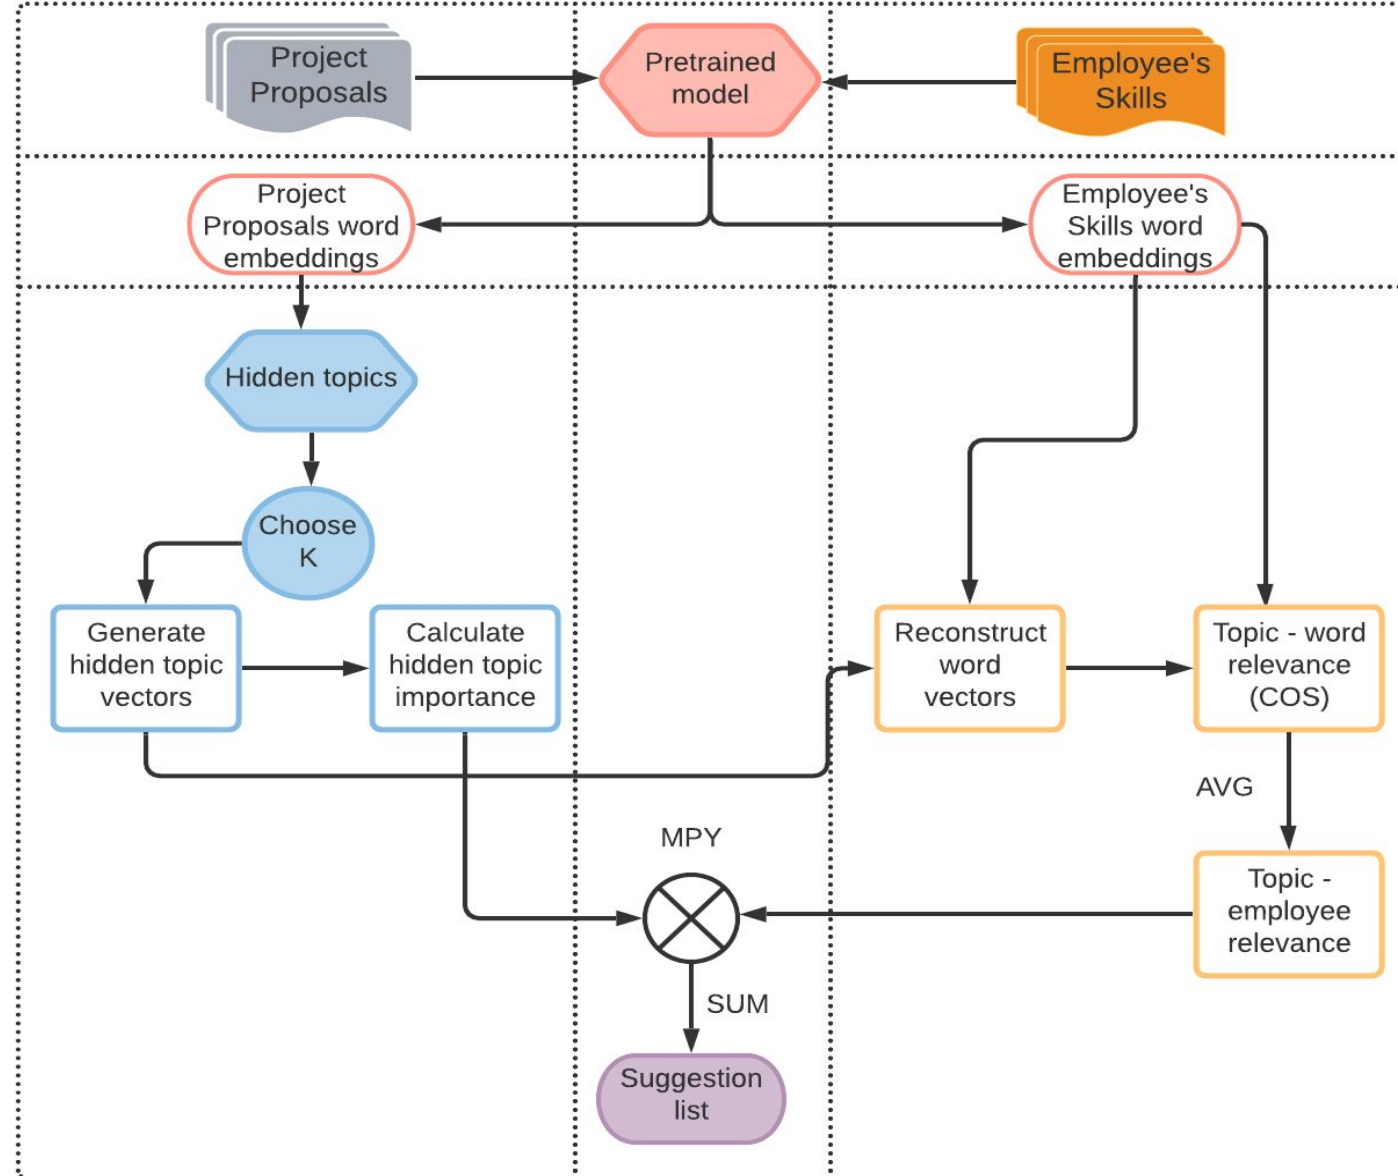 Project
Proposals
Pretrained
model
Employee's
Skills
Project
Proposals word
embeddings
Employee's
Skills word
embeddings
Hidden topics
Choose
K
Generate
hidden topic
vectors
Calculate
hidden topic
importance
Reconstruct
word
vectors
Topic - word
relevance
(COS)
AVG
MPY
Topic -
employee
relevance
SUM
Suggestion
list